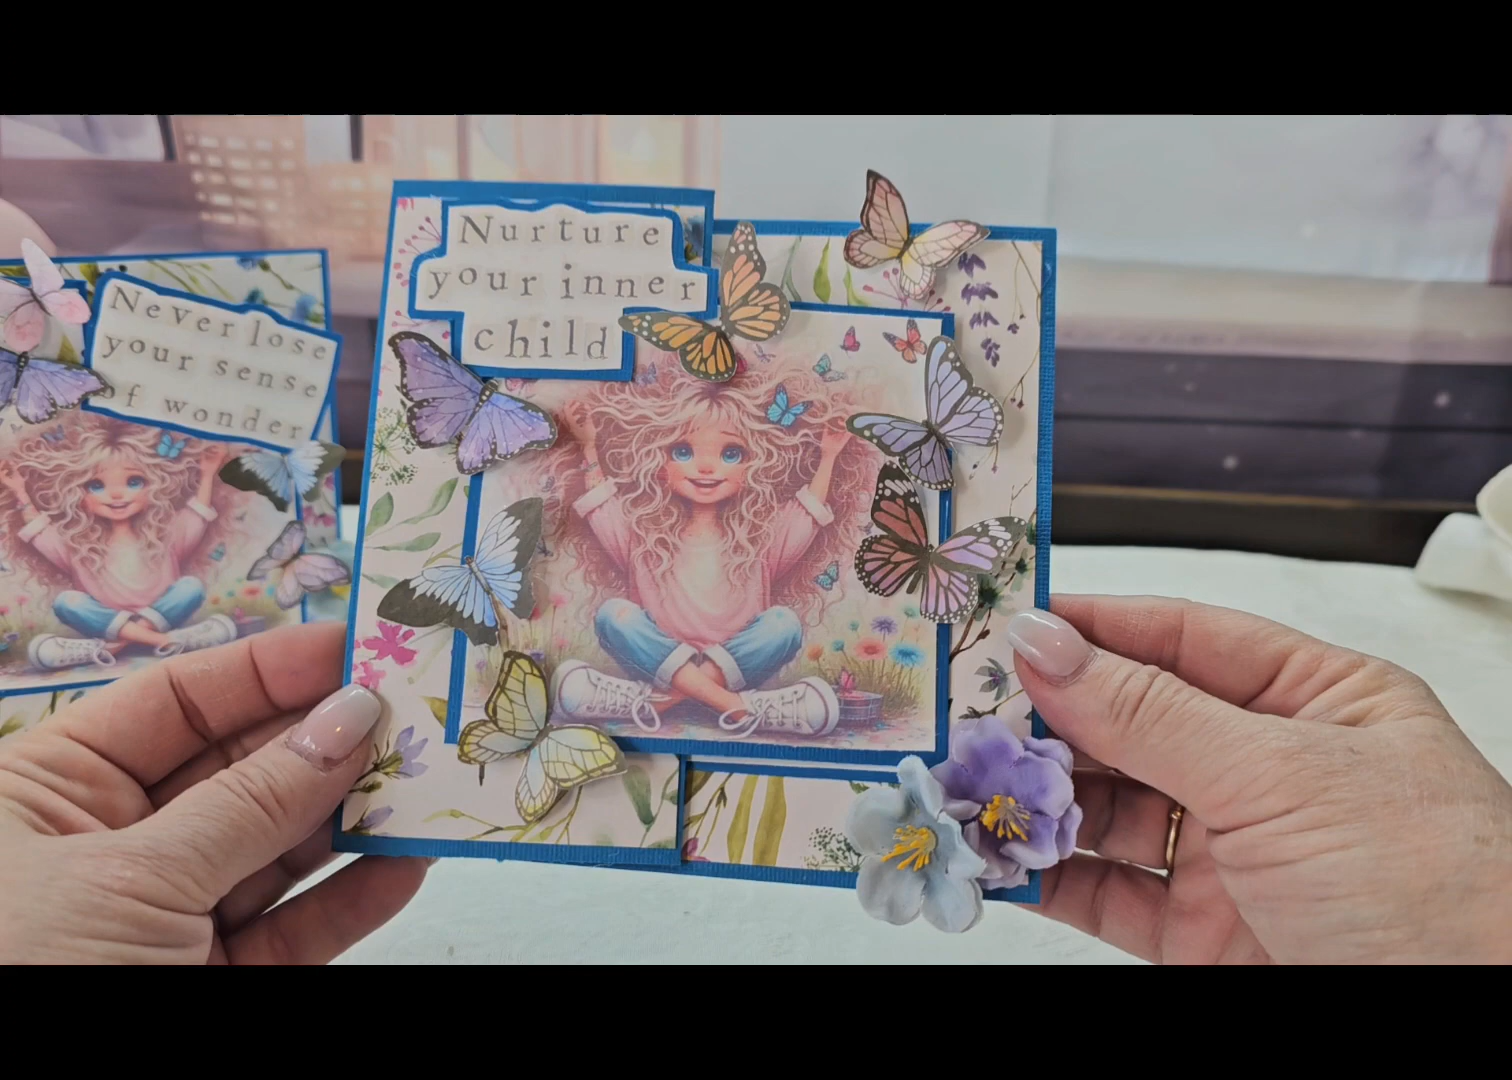 Nurture
your inner
child
Never lose
your sense
of wonder